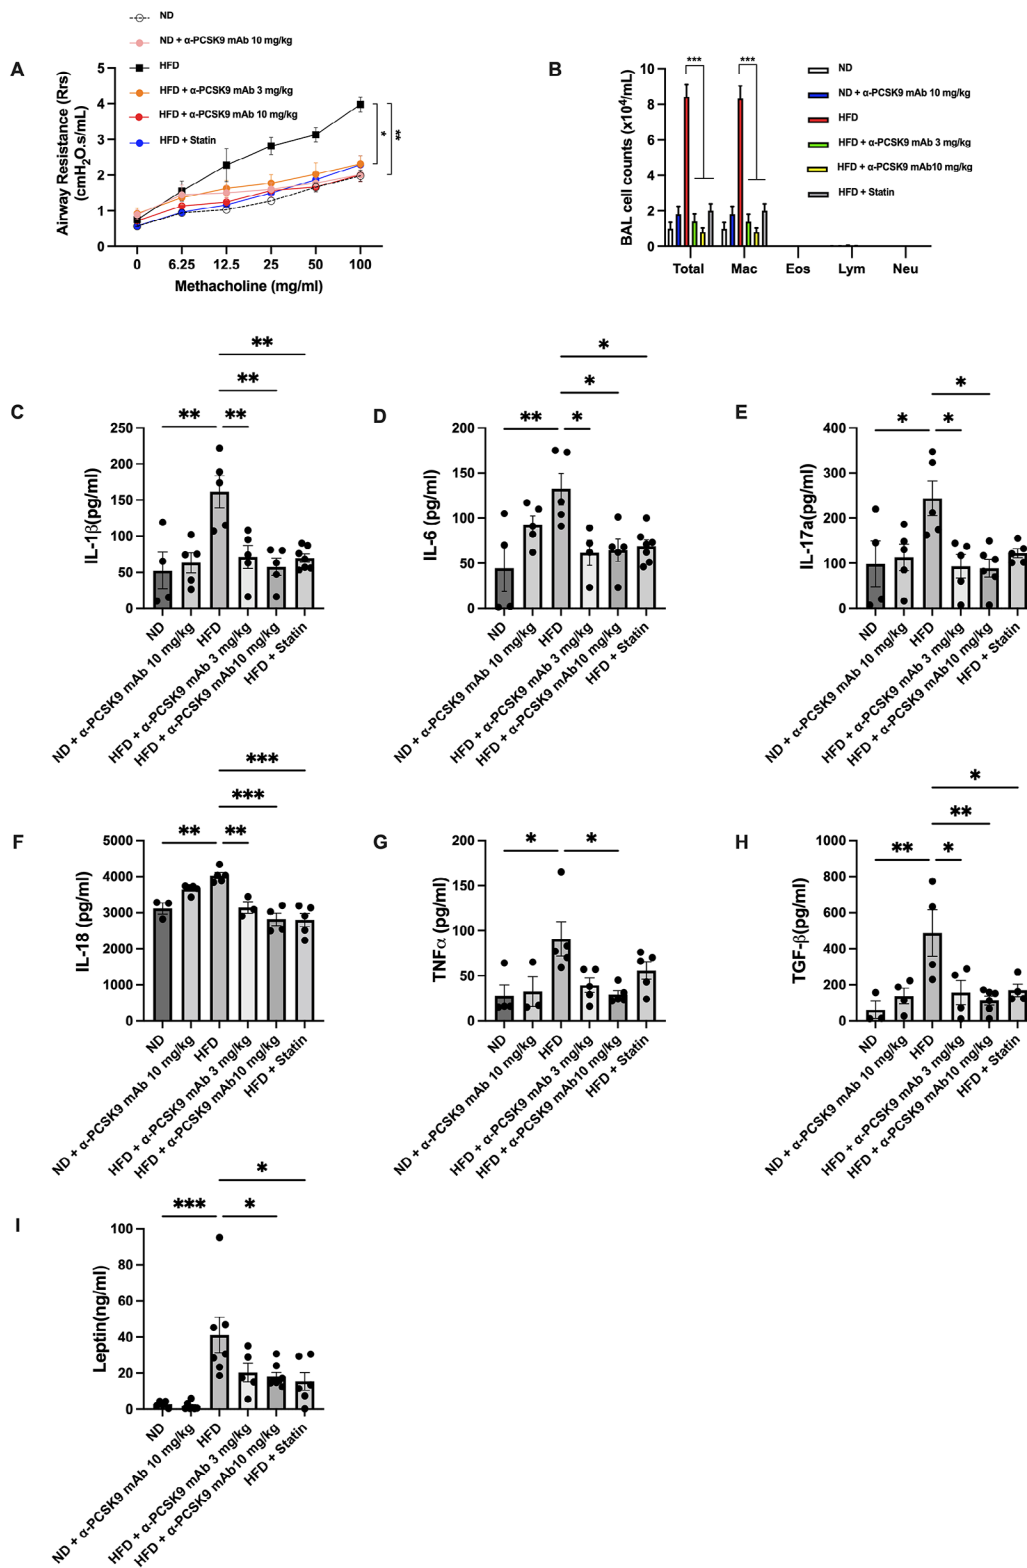 ND
ND + α-PCSK9 mAb 10 mg/kg
HFD
HFD + α-PCSK9 mAb 3 mg/kg
HFD + α-PCSK9 mAb 10 mg/kg
HFD + Statin
A
Airway Resistance (Rrs)
(cmH₂O.s/mL)
5
4
3
2
1
0
0 6.25 12.5 25 50 100
Methacholine (mg/ml)
*
**
B
BAL cell counts (x10⁴/mL)
10
8
6
4
2
0
*** ***
Total Mac Eos Lym Neu
ND
ND + α-PCSK9 mAb 10 mg/kg
HFD
HFD + α-PCSK9 mAb 3 mg/kg
HFD + α-PCSK9 mAb10 mg/kg
HFD + Statin
C
**
**
** **
IL-1β(pg/ml)
250
200
150
100
50
0
ND
ND + α-PCSK9 mAb 10 mg/kg
HFD
HFD + α-PCSK9 mAb 3 mg/kg
HFD + α-PCSK9 mAb10 mg/kg
HFD + Statin
D
*
*
** *
IL-6 (pg/ml)
200
150
100
50
0
ND
ND + α-PCSK9 mAb 10 mg/kg
HFD
HFD + α-PCSK9 mAb 3 mg/kg
HFD + α-PCSK9 mAb10 mg/kg
HFD + Statin
E
*
* *
IL-17a(pg/ml)
400
300
200
100
0
ND
ND + α-PCSK9 mAb 10 mg/kg
HFD
HFD + α-PCSK9 mAb 3 mg/kg
HFD + α-PCSK9 mAb10 mg/kg
HFD + Statin
F
***
***
** **
IL-18 (pg/ml)
5000
4000
3000
2000
1000
0
ND
ND + α-PCSK9 mAb 10 mg/kg
HFD
HFD + α-PCSK9 mAb 3 mg/kg
HFD + α-PCSK9 mAb10 mg/kg
HFD + Statin
G
* *
TNFα (pg/ml)
200
150
100
50
0
ND
ND + α-PCSK9 mAb 10 mg/kg
HFD
HFD + α-PCSK9 mAb 3 mg/kg
HFD + α-PCSK9 mAb10 mg/kg
HFD + Statin
H
*
**
** *
TGF-β(pg/ml)
1000
800
600
400
200
0
ND
ND + α-PCSK9 mAb 10 mg/kg
HFD
HFD + α-PCSK9 mAb 3 mg/kg
HFD + α-PCSK9 mAb 10 mg/kg
HFD + Statin
I
*
*** *
Leptin(ng/ml)
100
80
60
40
20
0
ND
ND + α-PCSK9 mAb 10 mg/kg
HFD
HFD + α-PCSK9 mAb 3 mg/kg
HFD + α-PCSK9 mAb10 mg/kg
HFD + Statin